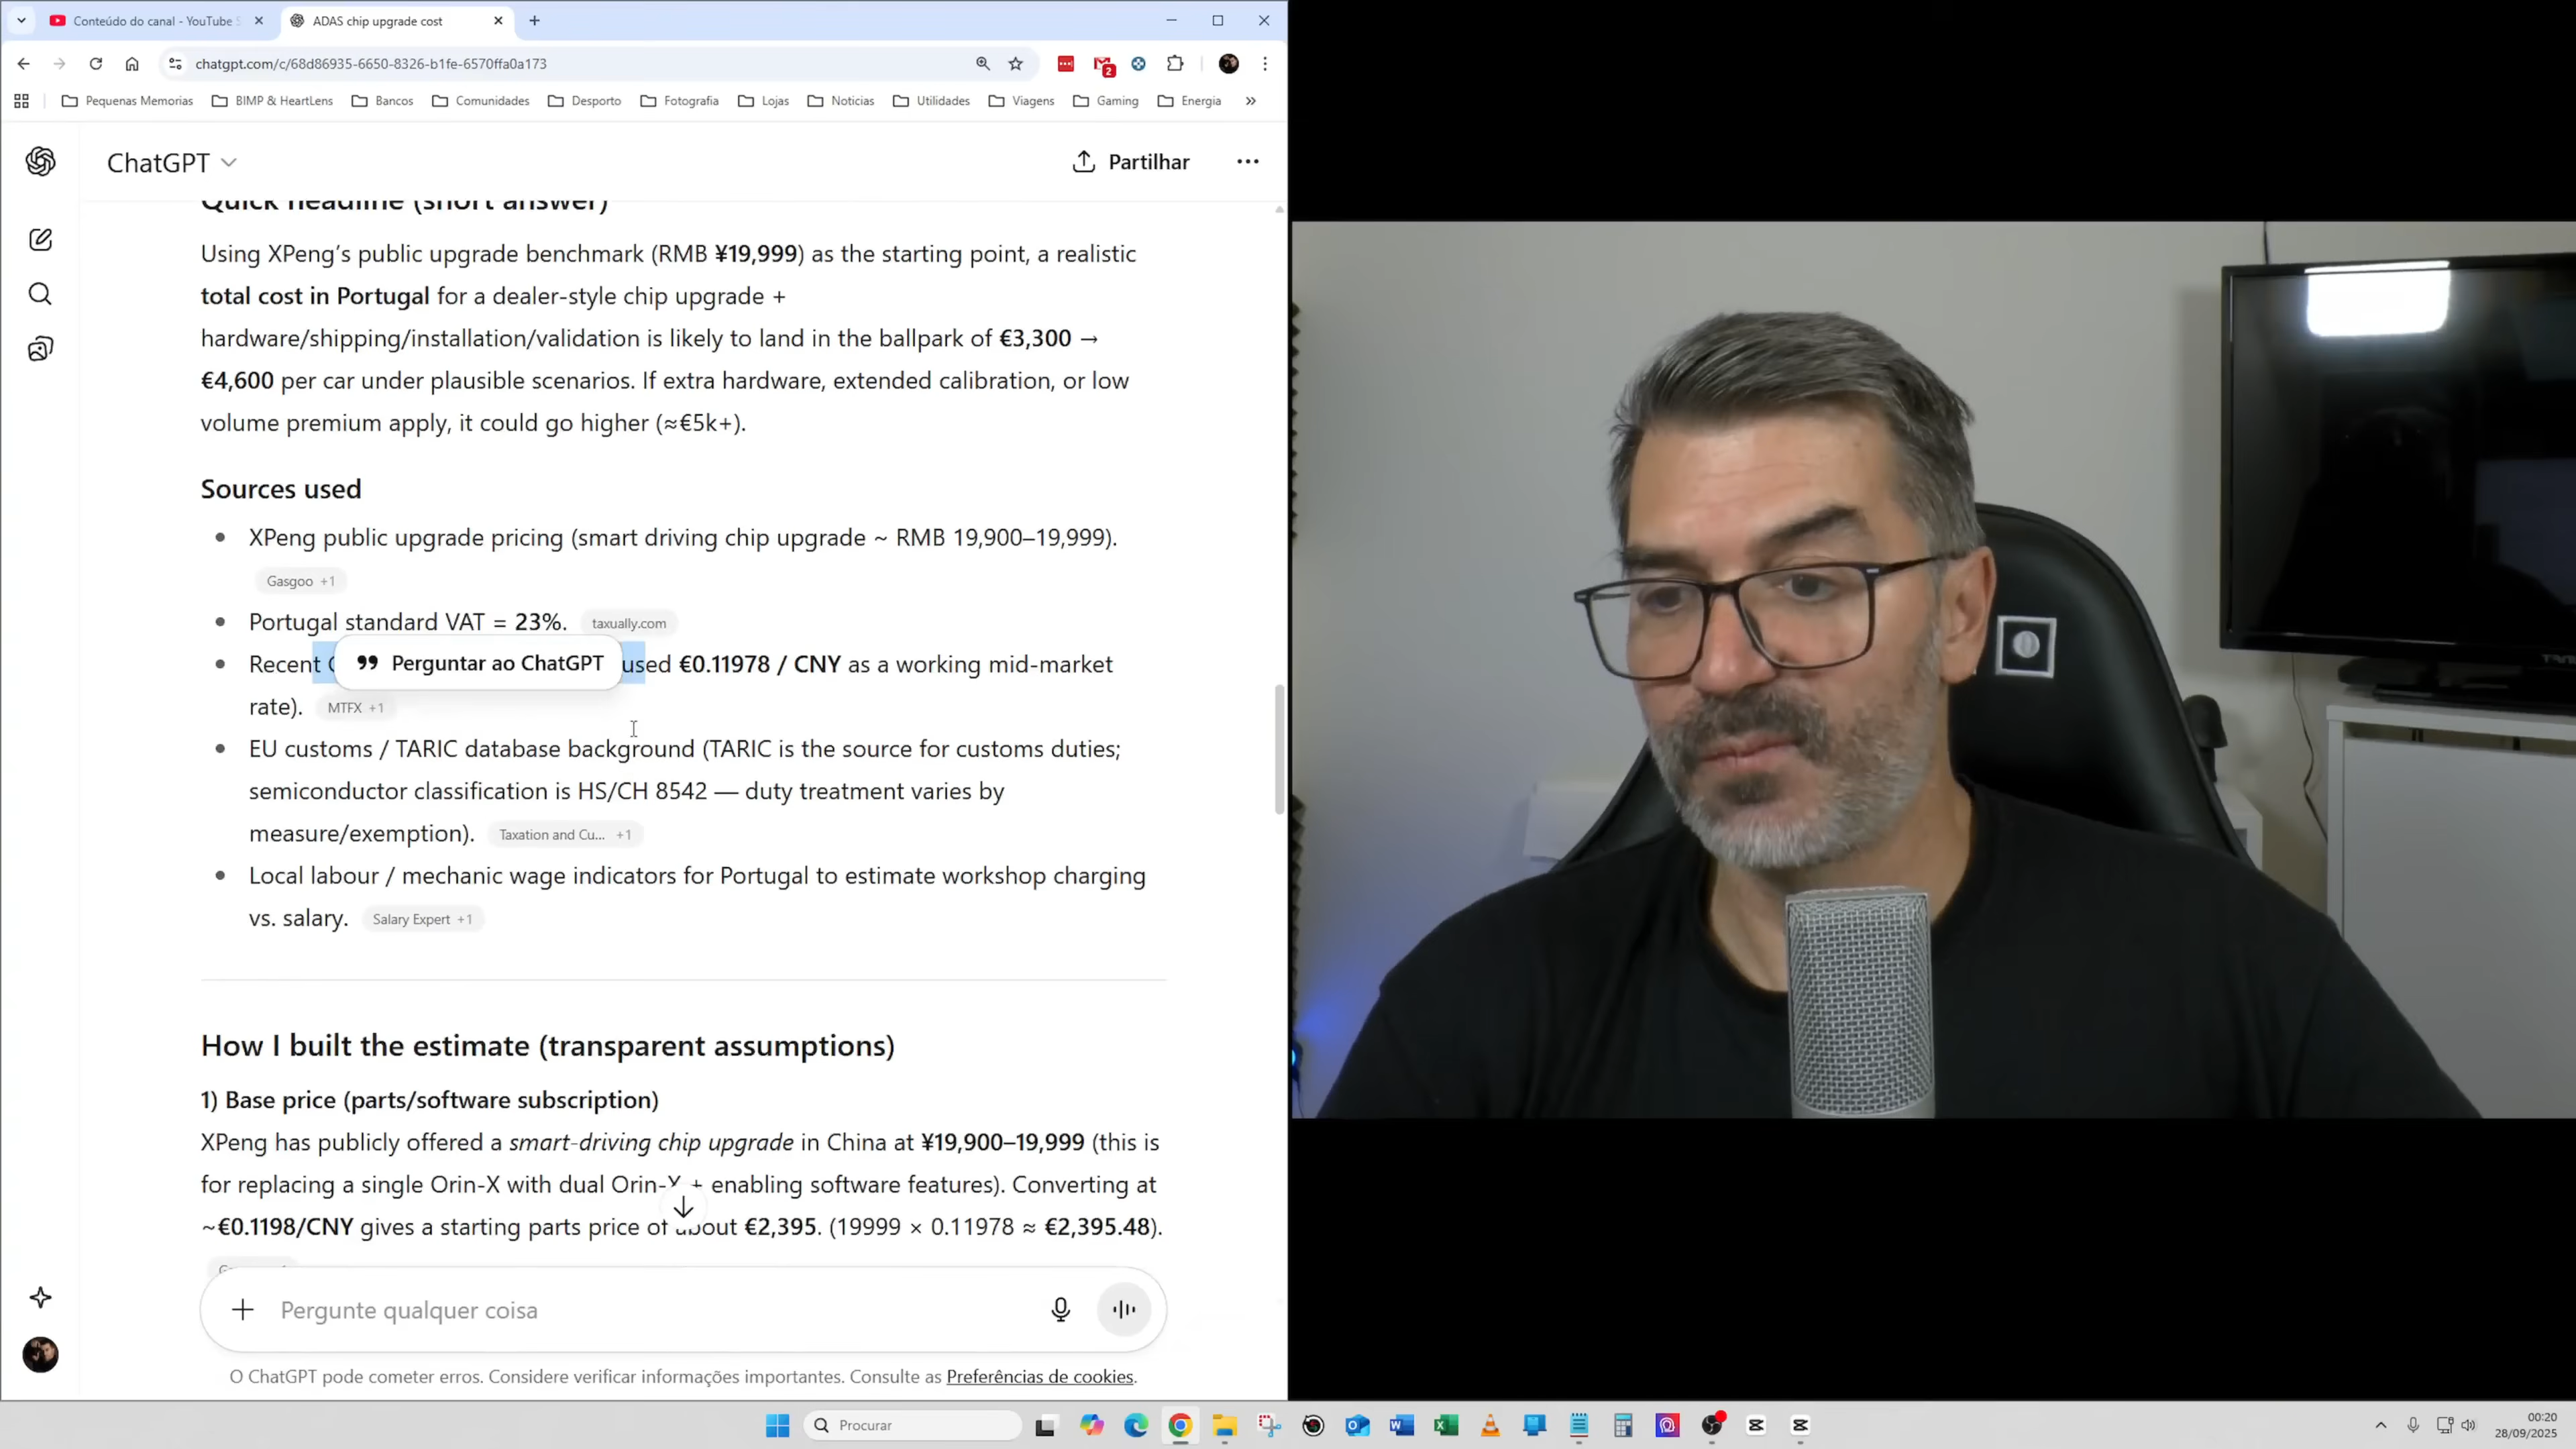 Conteúdo do canal - YouTube S
ADAS chip upgrade cost
chatgpt.com/c/68d86935-6650-8326-b1fe-6570ffa0a173
2
Pequenas Memorias BIMP & HeartLens Bancos Comunidades Desporto Fotografia Lojas Noticias Utilidades Viagens Gaming Energia
ChatGPT
Partilhar
Quick headline (short answer)
Using XPeng’s public upgrade benchmark (RMB ¥19,999) as the starting point, a realistic
total cost in Portugal for a dealer-style chip upgrade +
hardware/shipping/installation/validation is likely to land in the ballpark of €3,300 →
€4,600 per car under plausible scenarios. If extra hardware, extended calibration, or low
volume premium apply, it could go higher (≈€5k+).
Sources used
XPeng public upgrade pricing (smart driving chip upgrade ~ RMB 19,900–19,999).
Gasgoo +1
Portugal standard VAT = 23%. taxually.com
Recent
Perguntar ao ChatGPT
used €0.11978 / CNY as a working mid-market
rate). MTFX +1
EU customs / TARIC database background (TARIC is the source for customs duties;
semiconductor classification is HS/CH 8542 — duty treatment varies by
measure/exemption). Taxation and Cu... +1
Local labour / mechanic wage indicators for Portugal to estimate workshop charging
vs. salary. Salary Expert +1
How I built the estimate (transparent assumptions)
1) Base price (parts/software subscription)
XPeng has publicly offered a smart-driving chip upgrade in China at ¥19,900–19,999 (this is
for replacing a single Orin-X with dual Orin-X + enabling software features). Converting at
~€0.1198/CNY gives a starting parts price of about €2,395. (19999 × 0.11978 ≈ €2,395.48).
Pergunte qualquer coisa
O ChatGPT pode cometer erros. Considere verificar informações importantes. Consulte as Preferências de cookies.
Procurar
00:20
28/09/2025